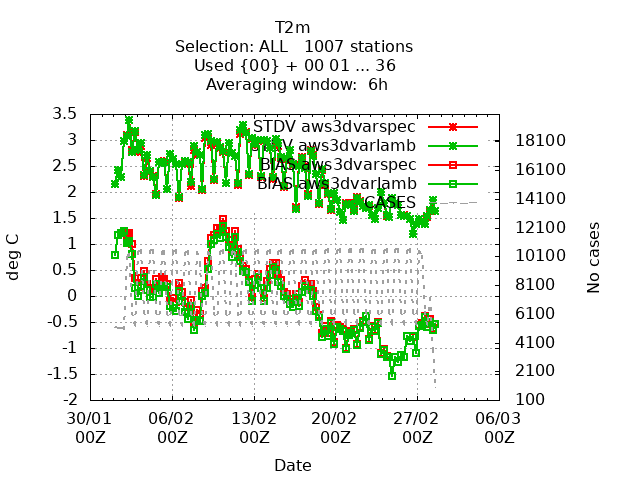 T2m
Selection: ALL   1007 stations
Used {00} + 00 01 ... 36
Averaging window:  6h
deg C
3.5
3
2.5
2
1.5
1
0.5
0
-0.5
-1
-1.5
-2
STDV aws3dvarspec
STDV aws3dvarlamb
BIAS aws3dvarspec
BIAS aws3dvarlamb
CASES
18100
16100
14100
12100
10100
8100
6100
4100
2100
100
No cases
30/01 06/02 13/02 20/02 27/02 06/03
00Z 00Z 00Z 00Z 00Z 00Z
Date